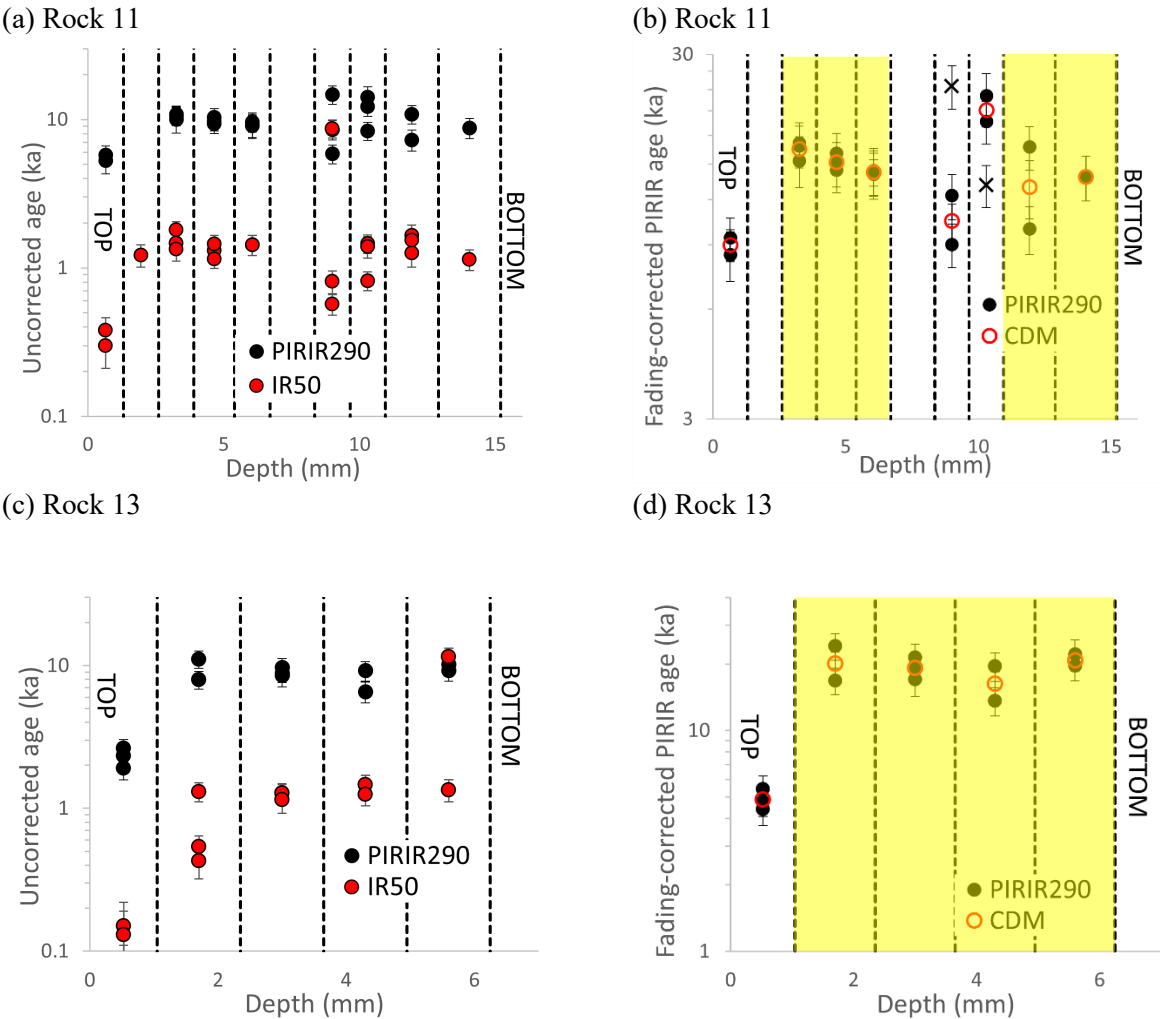 (a) Rock 11
Uncorrected age (ka)
10
1
0.1
TOP
BOTTOM
PIRIR290
IR50
0 5 10 15
Depth (mm)
(b) Rock 11
Fading-corrected PIRIR age (ka)
30
3
TOP
BOTTOM
PIRIR290
CDM
0 5 10 15
Depth (mm)
(c) Rock 13
Uncorrected age (ka)
10
1
0.1
TOP
BOTTOM
PIRIR290
IR50
0 2 4 6
Depth (mm)
(d) Rock 13
Fading-corrected PIRIR age (ka)
10
1
TOP
BOTTOM
PIRIR290
CDM
0 2 4 6
Depth (mm)